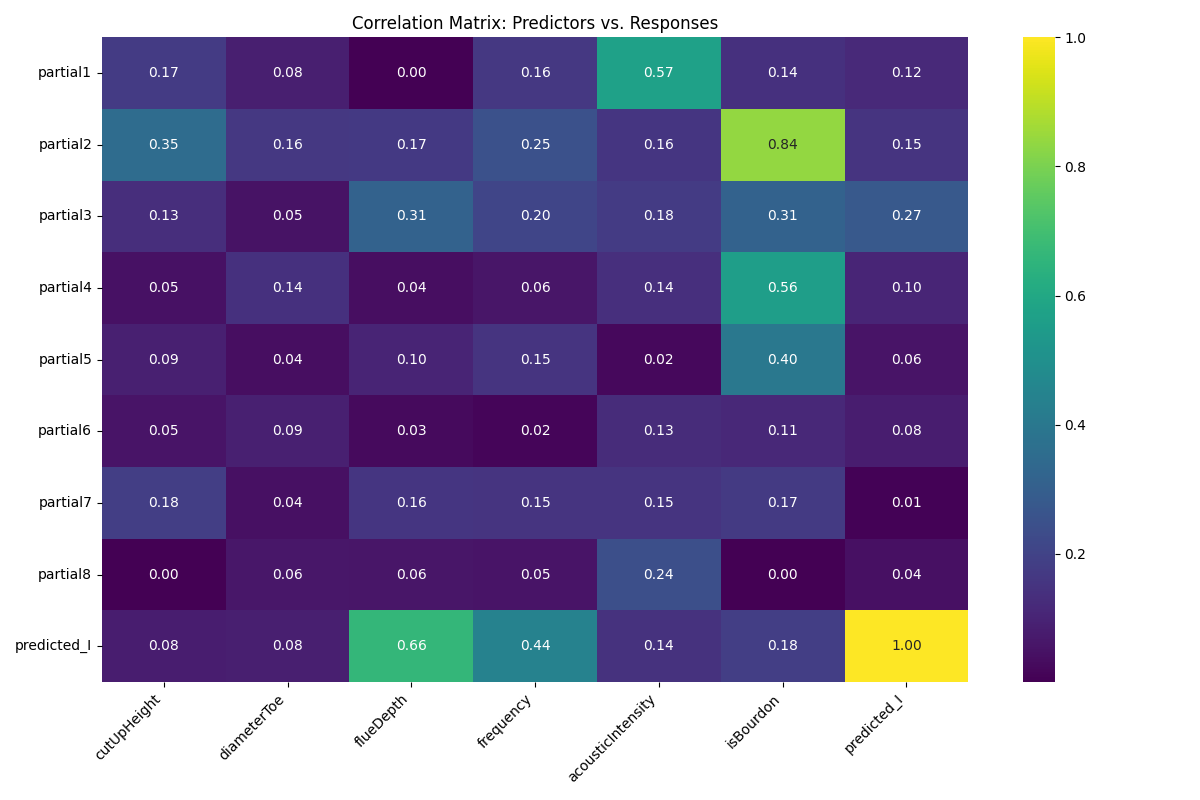 Correlation Matrix: Predictors vs. Responses
partial1 0.17 0.08 0.00 0.16 0.57 0.14 0.12
partial2 0.35 0.16 0.17 0.25 0.16 0.84 0.15
partial3 0.13 0.05 0.31 0.20 0.18 0.31 0.27
partial4 0.05 0.14 0.04 0.06 0.14 0.56 0.10
partial5 0.09 0.04 0.10 0.15 0.02 0.40 0.06
partial6 0.05 0.09 0.03 0.02 0.13 0.11 0.08
partial7 0.18 0.04 0.16 0.15 0.15 0.17 0.01
partial8 0.00 0.06 0.06 0.05 0.24 0.00 0.04
predicted_I 0.08 0.08 0.66 0.44 0.14 0.18 1.00
cutUpHeight diameterToe flueDepth frequency acousticIntensity isBourdon predicted_I
1.0
0.8
0.6
0.4
0.2